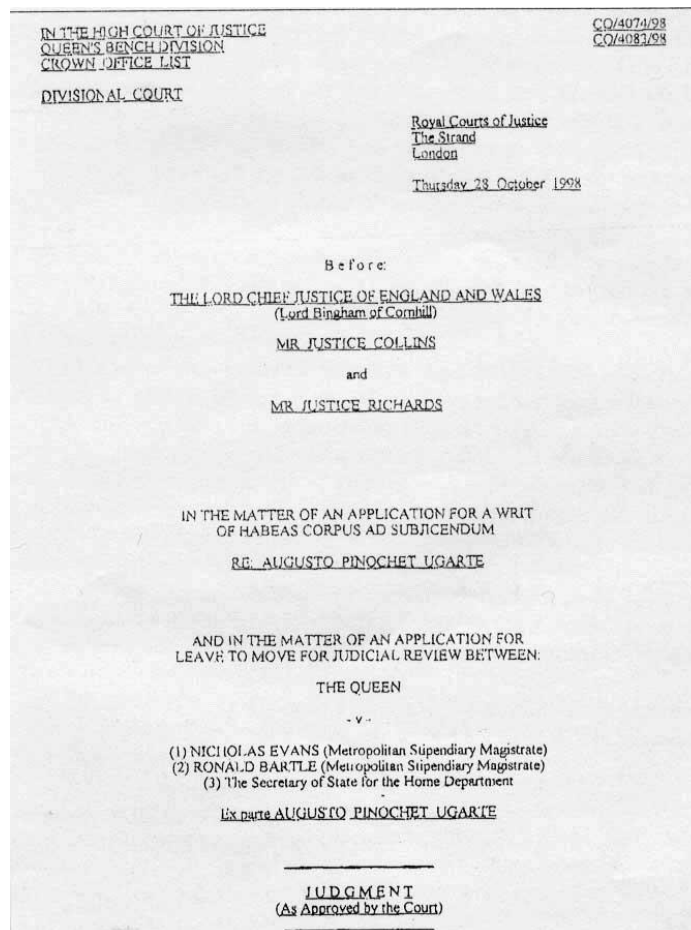 IN THE HIGH COURT OF JUSTICE
QUEEN'S BENCH DIVISION
CROWN OFFICE LIST
CO/4074/98
CO/4083/98
DIVISIONAL COURT
Royal Courts of Justice
The Strand
London
Thursday 28 October 1998
Before:
THE LORD CHIEF JUSTICE OF ENGLAND AND WALES
(Lord Bingham of Cornhill)
MR JUSTICE COLLINS
and
MR JUSTICE RICHARDS
IN THE MATTER OF AN APPLICATION FOR A WRIT
OF HABEAS CORPUS AD SUBJICENDUM
RE: AUGUSTO PINOCHET UGARTE
AND IN THE MATTER OF AN APPLICATION FOR
LEAVE TO MOVE FOR JUDICIAL REVIEW BETWEEN:
THE QUEEN
- v -
(1) NICHOLAS EVANS (Metropolitan Stipendiary Magistrate)
(2) RONALD BARTLE (Metropolitan Stipendiary Magistrate)
(3) The Secretary of State for the Home Department
Ex parte AUGUSTO PINOCHET UGARTE
JUDGMENT
(As Approved by the Court)